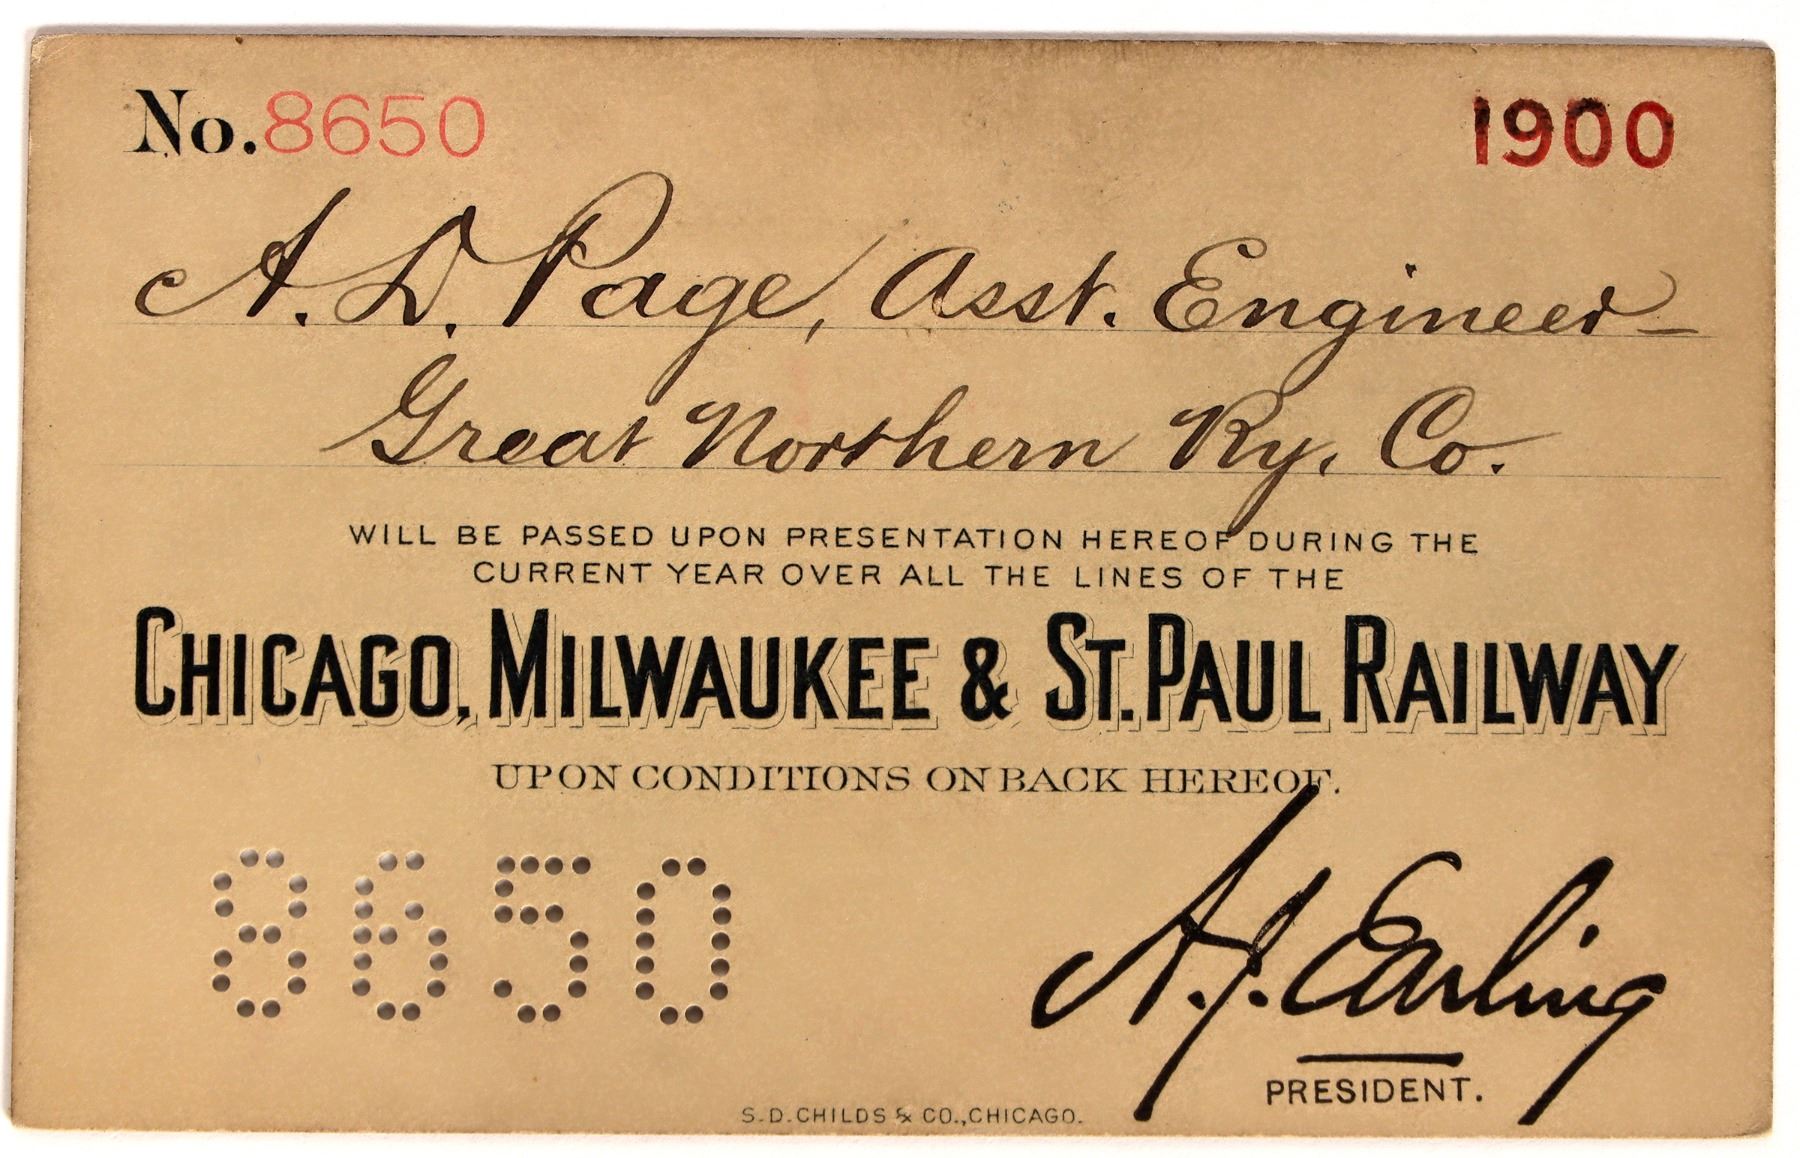 No. 8650 1900
A. D. Page, Asst. Engineer-
Great Northern Ry. Co.
WILL BE PASSED UPON PRESENTATION HEREOF DURING THE
CURRENT YEAR OVER ALL THE LINES OF THE
CHICAGO, MILWAUKEE & ST. PAUL RAILWAY
UPON CONDITIONS ON BACK HEREOF.
8650
A. J. Earling
PRESIDENT.
S.D. CHILDS & CO., CHICAGO.